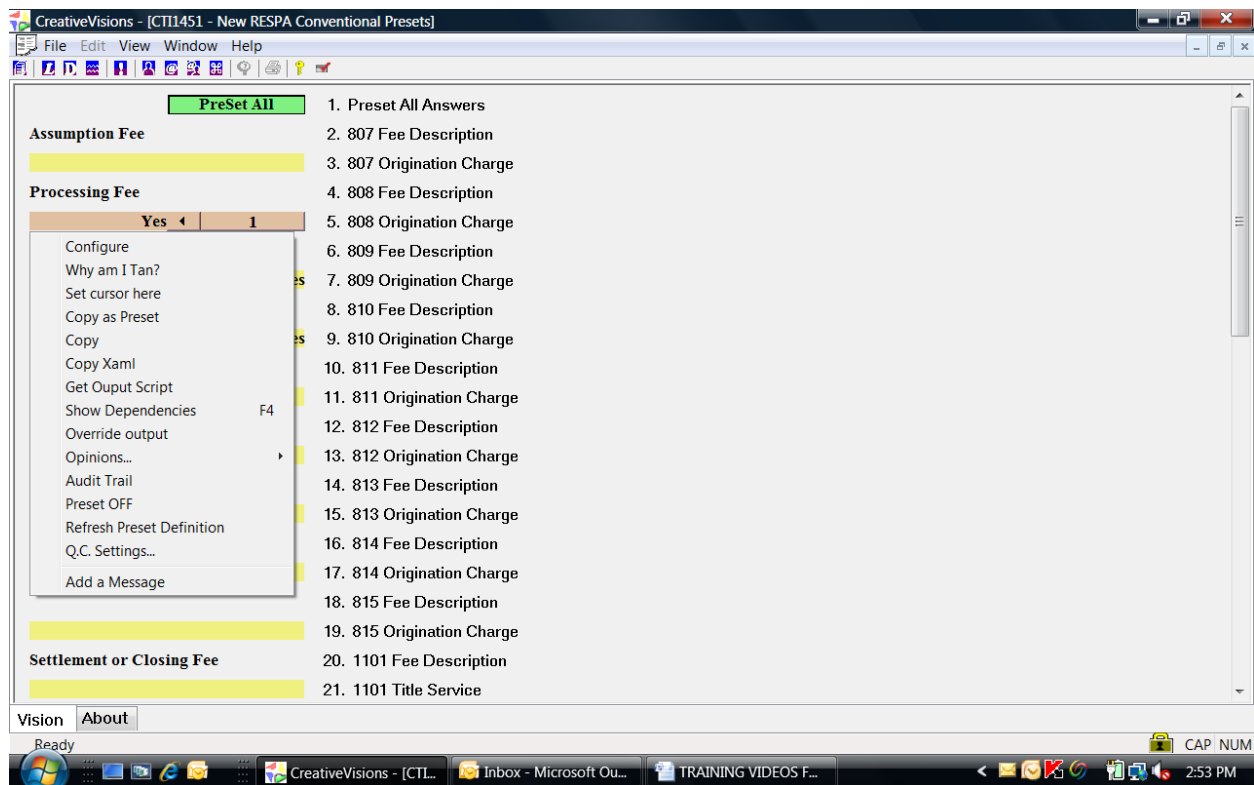 CreativeVisions - [CTI1451 - New RESPA Conventional Presets]
File Edit View Window Help
PreSet All 1. Preset All Answers
Assumption Fee 2. 807 Fee Description
3. 807 Origination Charge
Processing Fee 4. 808 Fee Description
Yes 1 5. 808 Origination Charge
6. 809 Fee Description
es 7. 809 Origination Charge
8. 810 Fee Description
es 9. 810 Origination Charge
10. 811 Fee Description
11. 811 Origination Charge
12. 812 Fee Description
13. 812 Origination Charge
14. 813 Fee Description
15. 813 Origination Charge
16. 814 Fee Description
17. 814 Origination Charge
18. 815 Fee Description
19. 815 Origination Charge
Settlement or Closing Fee 20. 1101 Fee Description
21. 1101 Title Service
Configure
Why am I Tan?
Set cursor here
Copy as Preset
Copy
Copy Xaml
Get Ouput Script
Show Dependencies F4
Override output
Opinions...
Audit Trail
Preset OFF
Refresh Preset Definition
Q.C. Settings...
Add a Message
Vision About
Ready CAP NUM
CreativeVisions - [CTI... Inbox - Microsoft Ou... TRAINING VIDEOS F... 2:53 PM